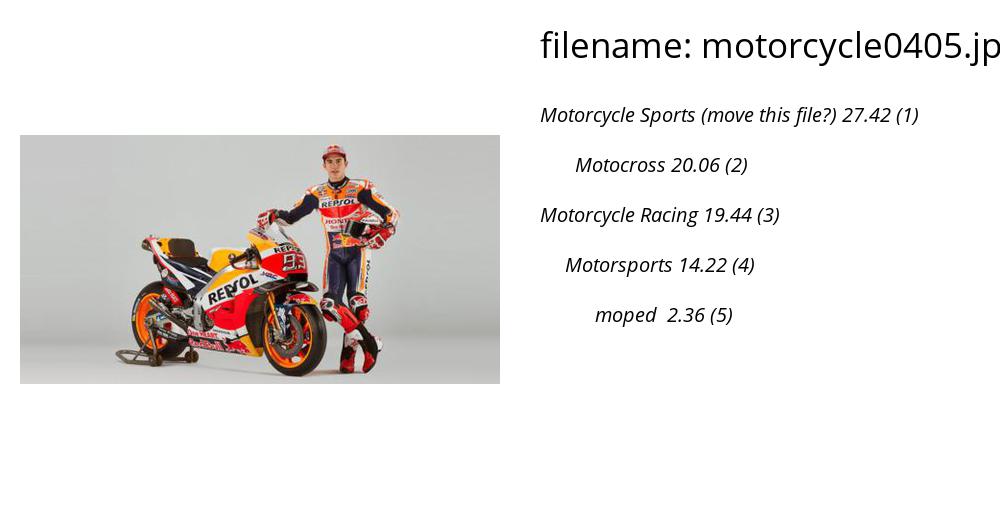 filename: motorcycle0405.jp
Motorcycle Sports (move this file?) 27.42 (1)
Motocross 20.06 (2)
Motorcycle Racing 19.44 (3)
Motorsports 14.22 (4)
moped 2.36 (5)
REPSOL
HONDA
REPSOL
93
REPSOL
Red Bull